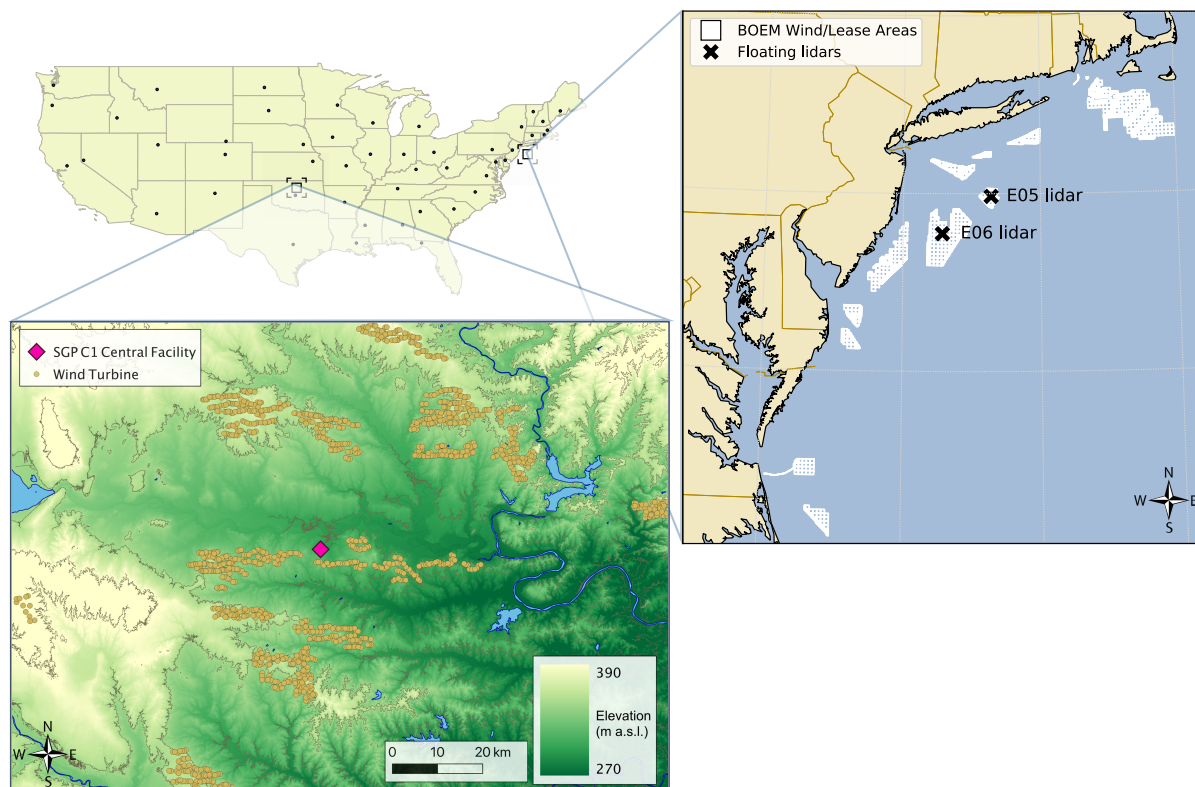 BOEM Wind/Lease Areas
Floating lidars
E05 lidar
E06 lidar
N
W E
S
SGP C1 Central Facility
Wind Turbine
390
Elevation
(m a.s.l.)
270
0 10 20 km
N
W E
S